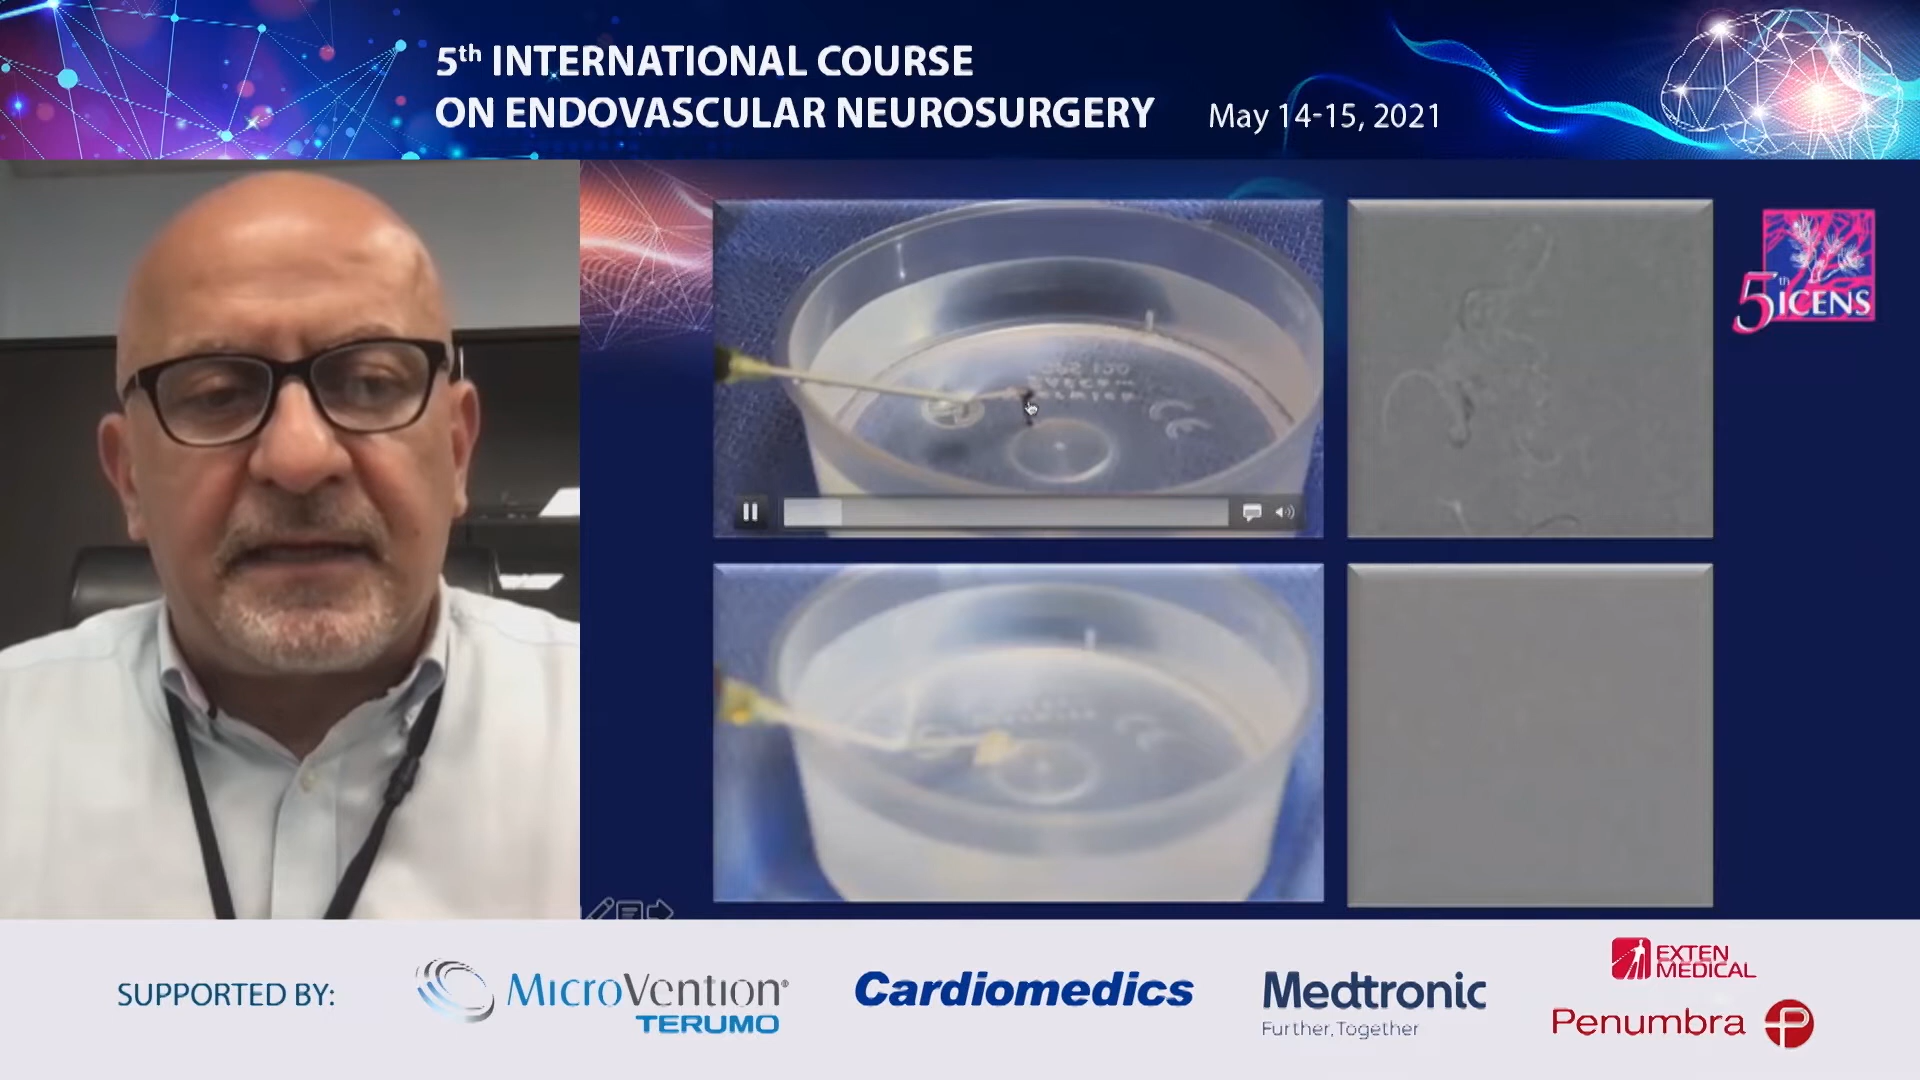 5th INTERNATIONAL COURSE
ON ENDOVASCULAR NEUROSURGERY
May 14-15, 2021
5th ICENS
CE
SUPPORTED BY:
MICROVENTION®
TERUMO
Cardiomedics
Medtronic
Further, Together
EXTEN
MEDICAL
Penumbra P